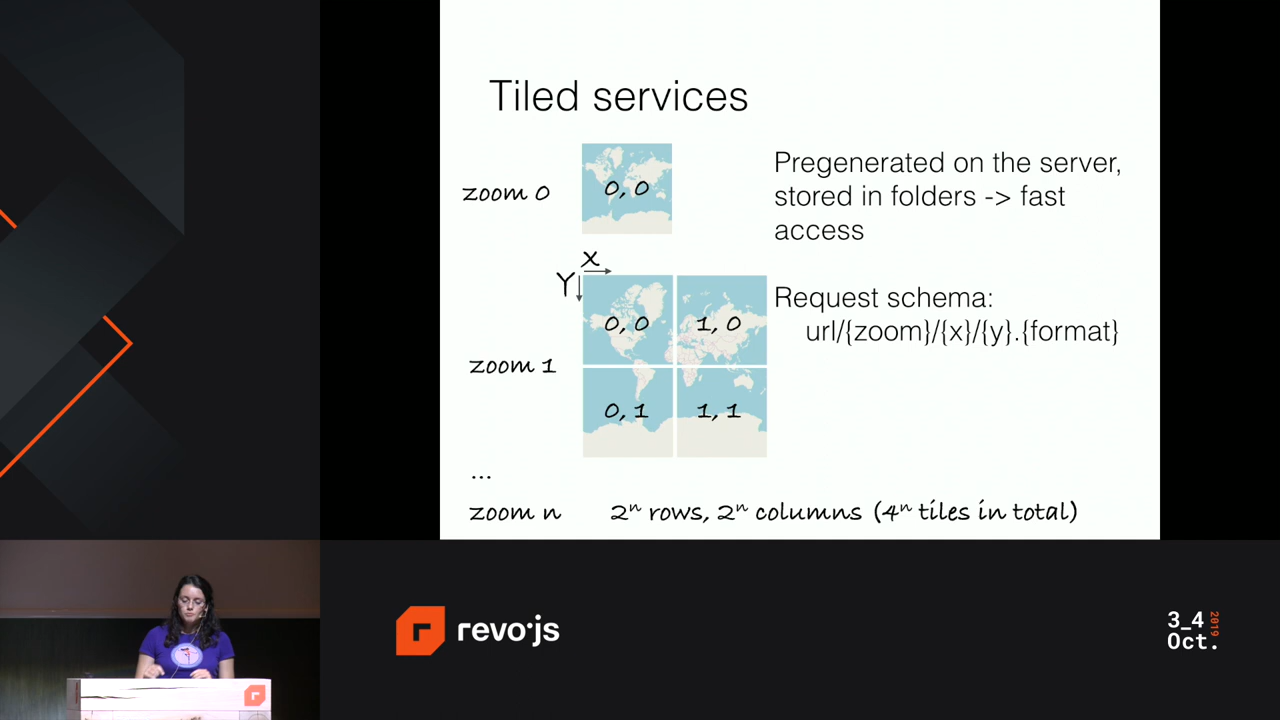 Tiled services
zoom 0
0, 0
Pregenerated on the server,
stored in folders -> fast
access
X
Y
zoom 1
0, 0
1, 0
0, 1
1, 1
Request schema:
url/{zoom}/{x}/{y}.{format}
...
zoom n
2ⁿ rows, 2ⁿ columns (4ⁿ tiles in total)
r
revo·js
3_4
Oct.
2019
r